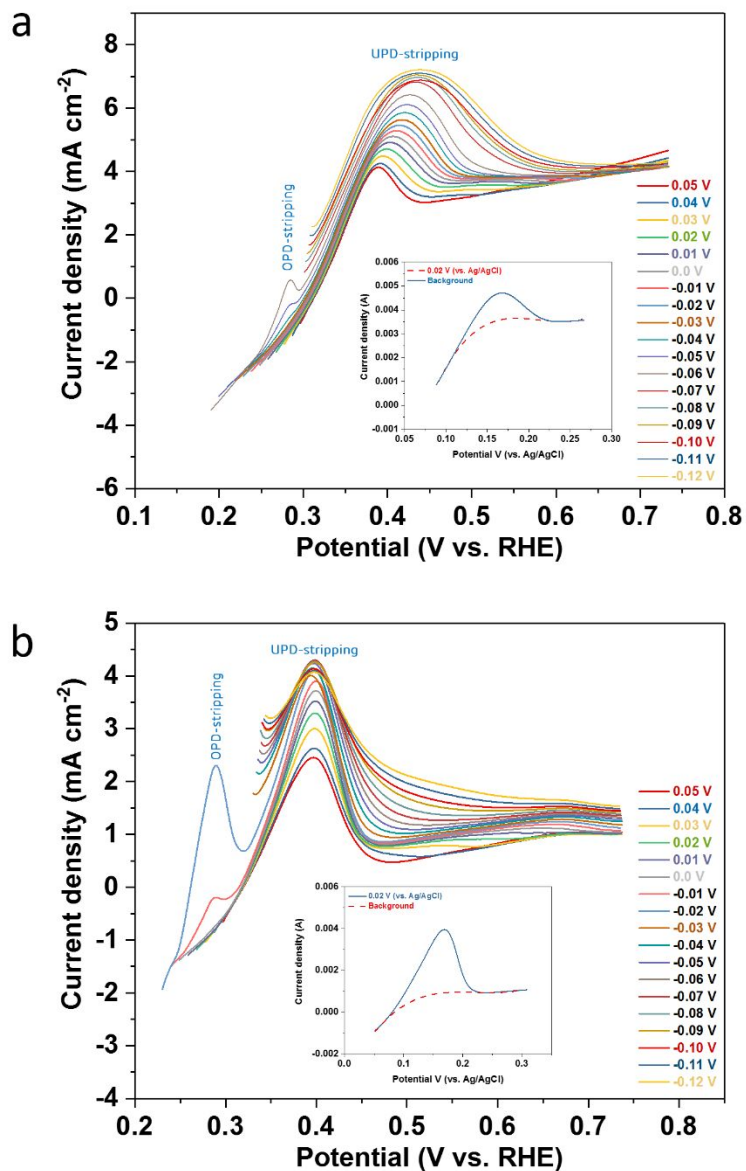 a
UPD-stripping
OPD-stripping
Current density (mA cm-2)
8
6
4
2
0
-2
-4
-6
0.1 0.2 0.3 0.4 0.5 0.6 0.7 0.8
Potential (V vs. RHE)
0.05 V
0.04 V
0.03 V
0.02 V
0.01 V
0.0 V
-0.01 V
-0.02 V
-0.03 V
-0.04 V
-0.05 V
-0.06 V
-0.07 V
-0.08 V
-0.09 V
-0.10 V
-0.11 V
-0.12 V
0.02 V (vs. Ag/AgCl)
Background
Current density (A)
0.006
0.005
0.004
0.003
0.002
0.001
0.000
-0.001
0.05 0.10 0.15 0.20 0.25 0.30
Potential V (vs. Ag/AgCl)
b
UPD-stripping
OPD-stripping
Current density (mA cm-2)
5
4
3
2
1
0
-1
-2
-3
-4
0.2 0.3 0.4 0.5 0.6 0.7 0.8
Potential (V vs. RHE)
0.05 V
0.04 V
0.03 V
0.02 V
0.01 V
0.0 V
-0.01 V
-0.02 V
-0.03 V
-0.04 V
-0.05 V
-0.06 V
-0.07 V
-0.08 V
-0.09 V
-0.10 V
-0.11 V
-0.12 V
0.02 V (vs. Ag/AgCl)
Background
Current density (A)
0.006
0.004
0.002
0.000
-0.002
0.0 0.1 0.2 0.3
Potential V (vs. Ag/AgCl)